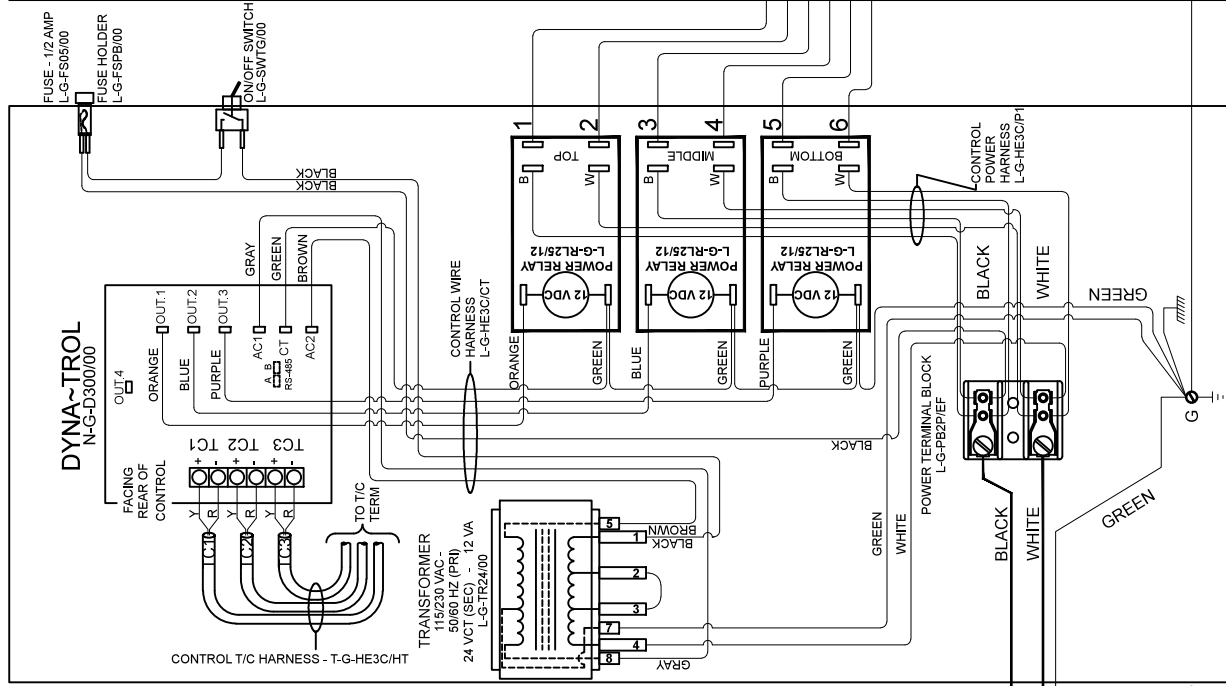 FUSE - 1/2 AMP
L-G-FS05/00
FUSE HOLDER
L-G-FSPB/00
ON/OFF SWITCH
L-G-SWTG/00
BLACK
BLACK
1
2
3
4
5
6
TOP
MIDDLE
BOTTOM
B
W
B
W
B
W
POWER RELAY
L-G-RL25/12
POWER RELAY
L-G-RL25/12
POWER RELAY
L-G-RL25/12
12 VDC
12 VDC
12 VDC
CONTROL
POWER
HARNESS
L-G-HE3C/P1
BLACK
WHITE
GREEN
GRAY
GREEN
BROWN
DYNA~TROL
N-G-D300/00
OUT.4
OUT.1
OUT.2
OUT.3
AC1
CT
AC2
A
B
RS-485
ORANGE
BLUE
PURPLE
CONTROL WIRE
HARNESS
L-G-HE3C/CT
ORANGE
GREEN
BLUE
GREEN
PURPLE
GREEN
BLACK
POWER TERMINAL BLOCK
L-G-PB2P/EF
G
TC1
TC2
TC3
+
-
+
-
+
-
FACING
REAR OF
CONTROL
Y
R
Y
R
Y
R
C1
C2
C3
TO T/C
TERM
CONTROL T/C HARNESS - T-G-HE3C/HT
TRANSFORMER
115/230 VAC -
50/60 HZ (PRI)
24 VCT (SEC) - 12 VA
L-G-TR24/00
5
1
2
3
7
4
8
BROWN
BLACK
GRAY
GREEN
WHITE
BLACK
WHITE
GREEN